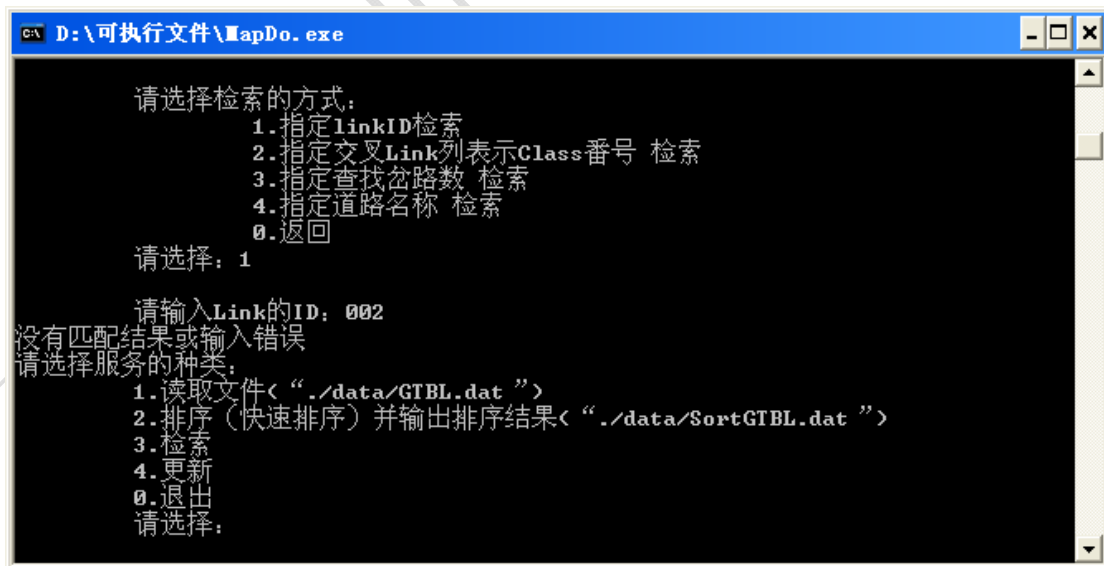 D:\可执行文件\MapDo.exe
请选择检索的方式:
1.指定linkID检索
2.指定交叉Link列表示Class番号 检索
3.指定查找岔路数 检索
4.指定道路名称 检索
0.返回
请选择: 1
请输入Link的ID: 002
没有匹配结果或输入错误
请选择服务的种类:
1.读取文件(“./data/GTBL.dat ”)
2.排序（快速排序）并输出排序结果(“./data/SortGTBL.dat ”)
3.检索
4.更新
0.退出
请选择: